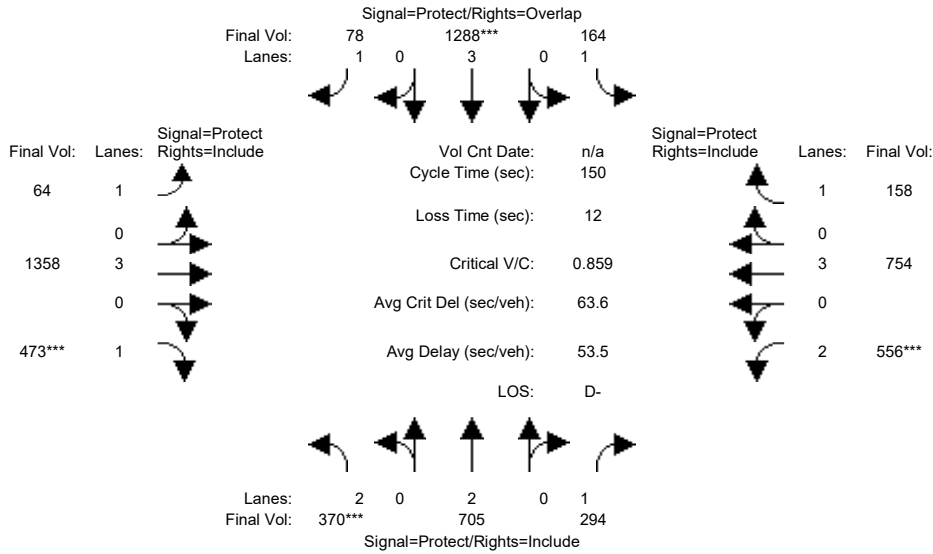 Signal=Protect/Rights=Overlap
Final Vol: 78 1288*** 164
Lanes: 1 0 3 0 1
Signal=Protect Signal=Protect
Final Vol: Lanes: Rights=Include Vol Cnt Date: n/a Rights=Include Lanes: Final Vol:
Cycle Time (sec): 150
64 1 1 158
Loss Time (sec): 12
0 0
1358 3 Critical V/C: 0.859 3 754
0 Avg Crit Del (sec/veh): 63.6 0
473*** 1 Avg Delay (sec/veh): 53.5 2 556***
LOS: D-
Lanes: 2 0 2 0 1
Final Vol: 370*** 705 294
Signal=Protect/Rights=Include